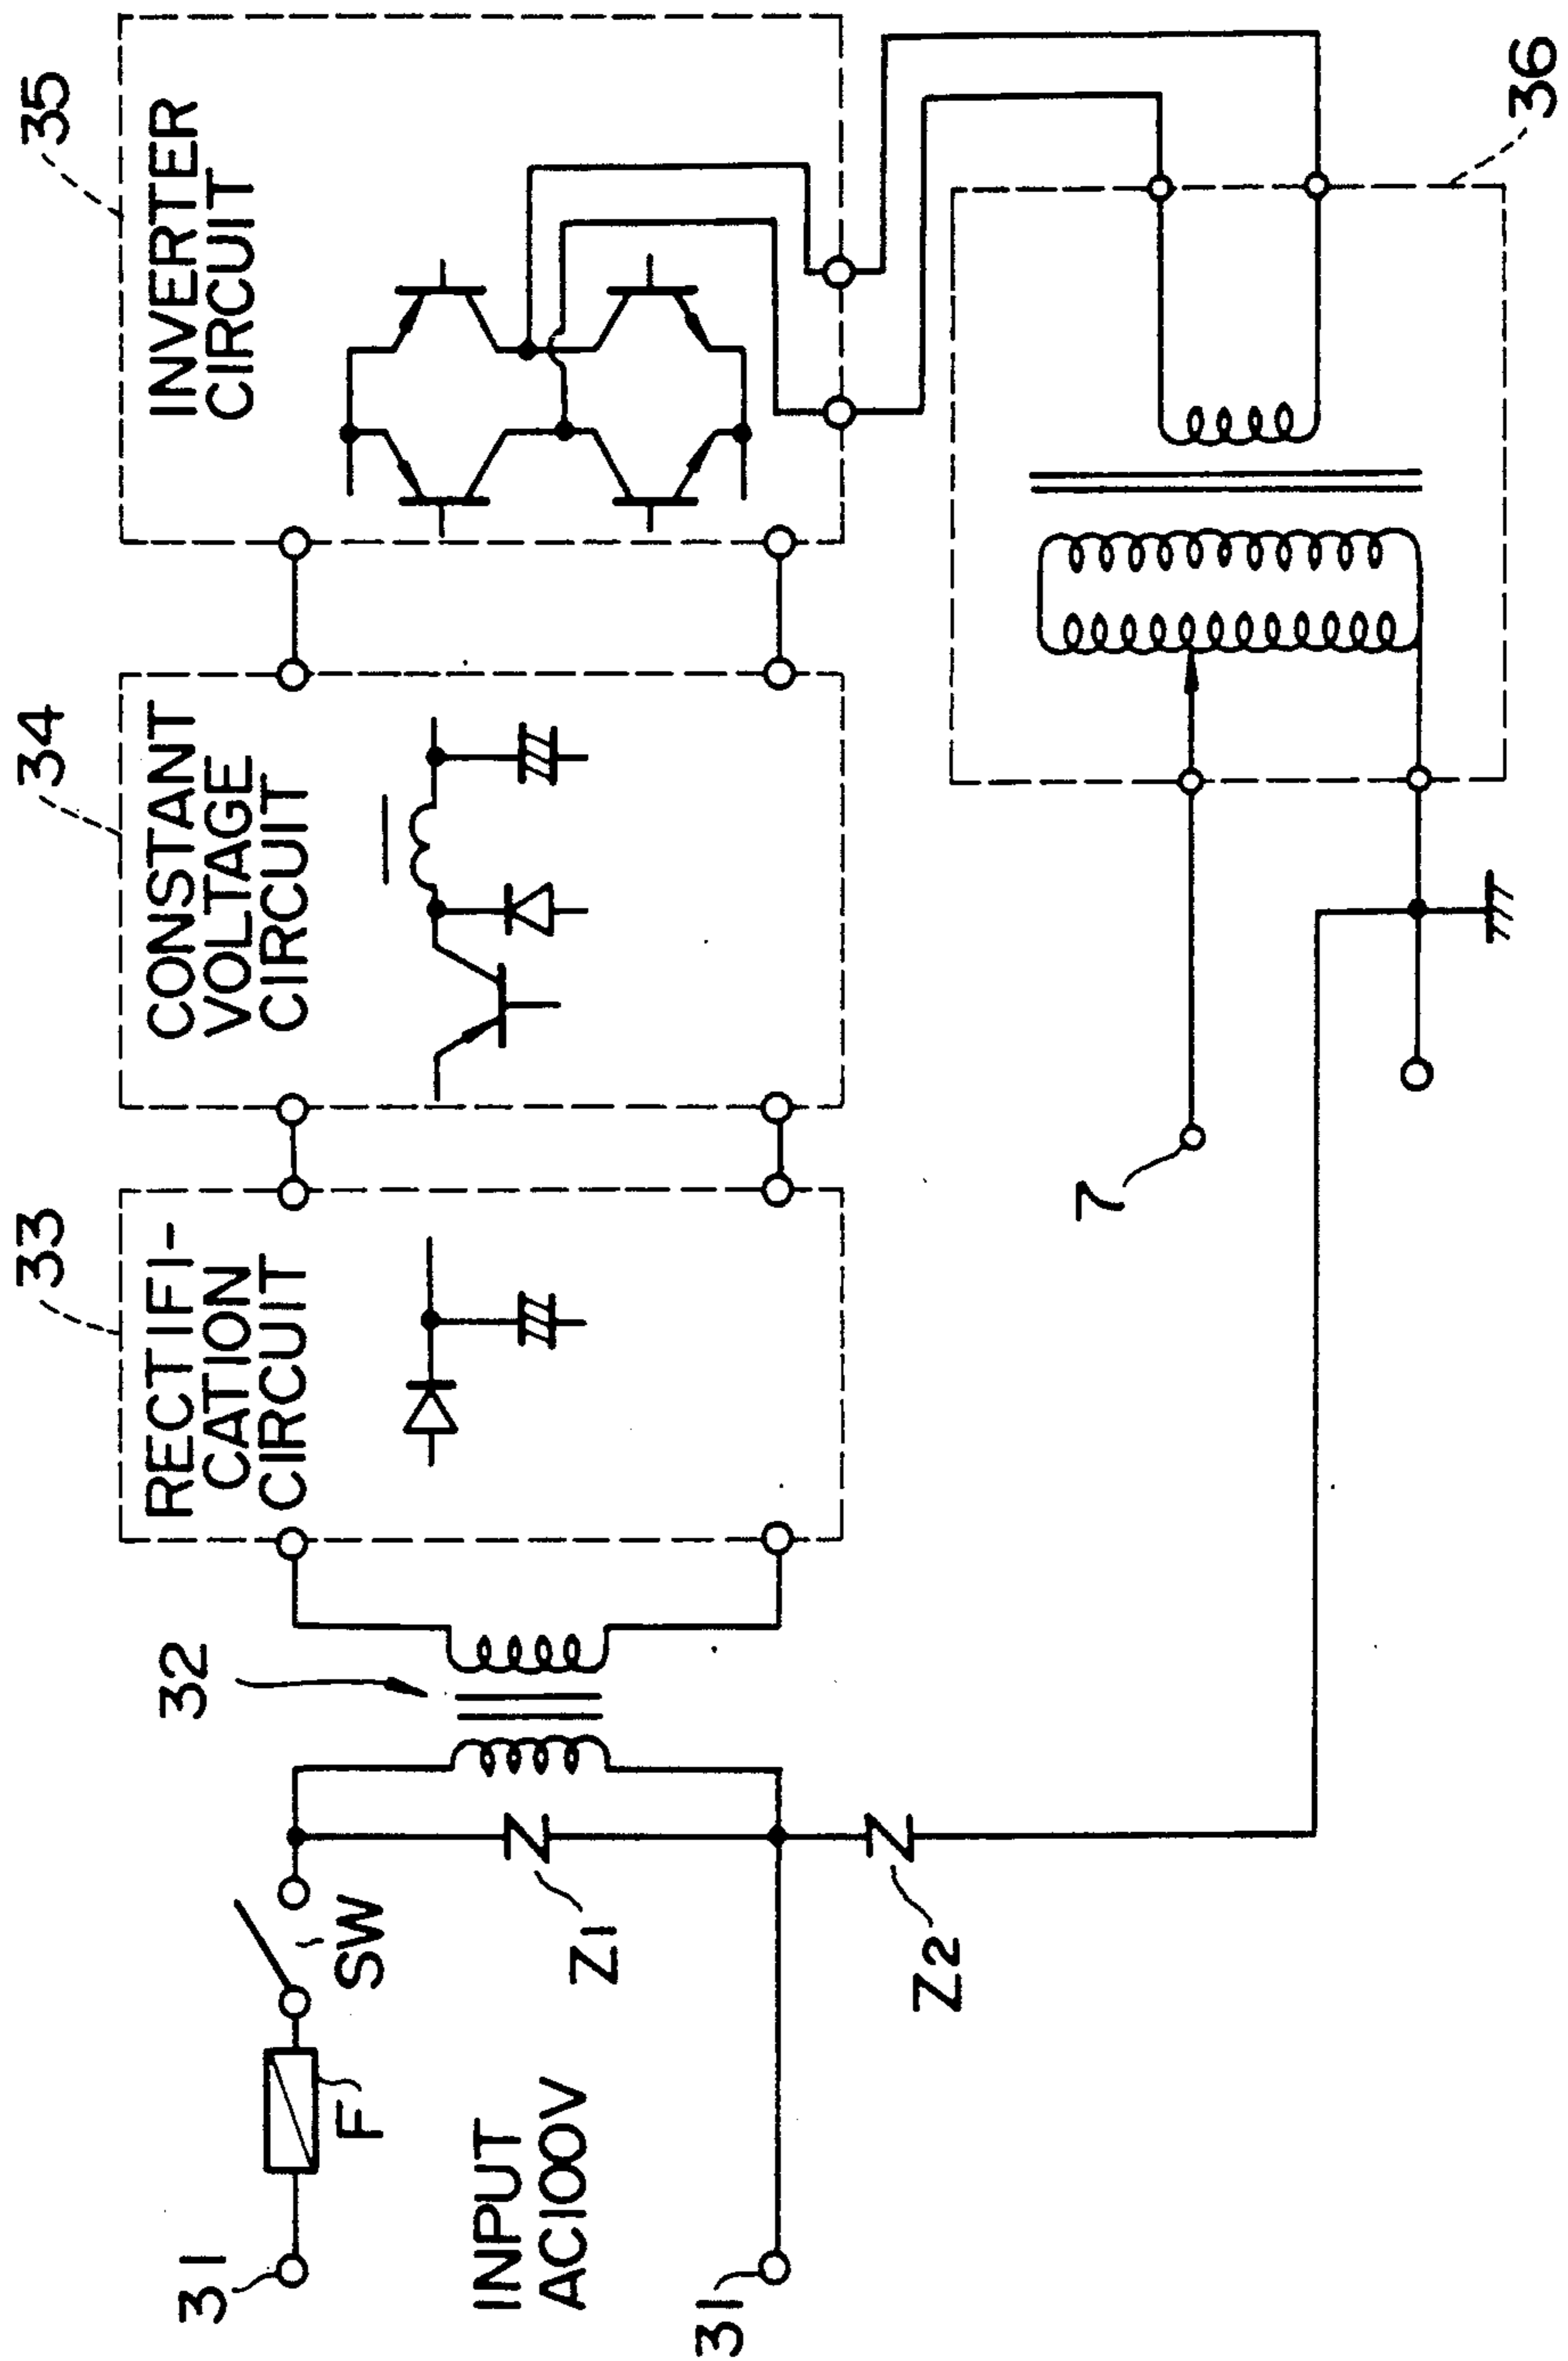 31
F
SW
INPUT
AC100V
31
Z1
Z2
32
33
RECTIFI-
CATION
CIRCUIT
34
CONSTANT
VOLTAGE
CIRCUIT
35
INVERTER
CIRCUIT
36
7